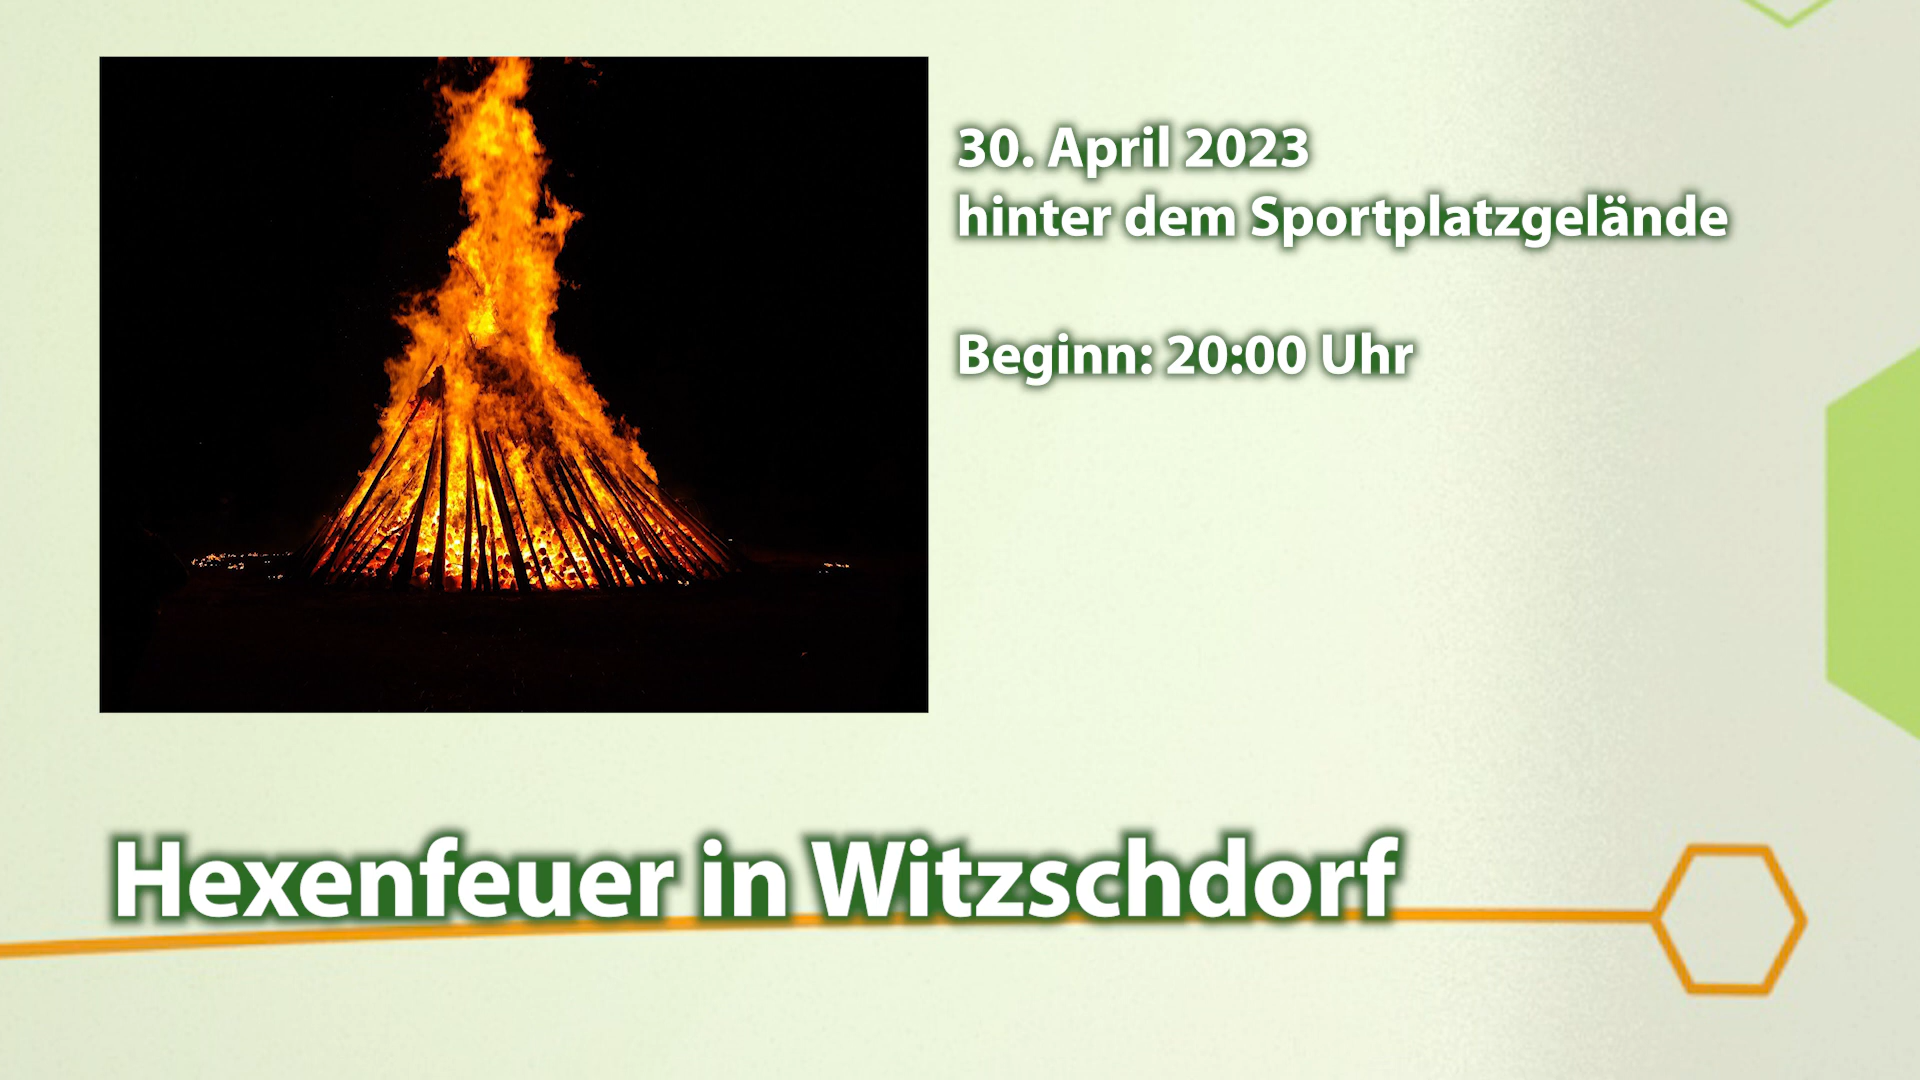 30. April 2023
hinter dem Sportplatzgelände
Beginn: 20:00 Uhr
Hexenfeuer in Witzschdorf